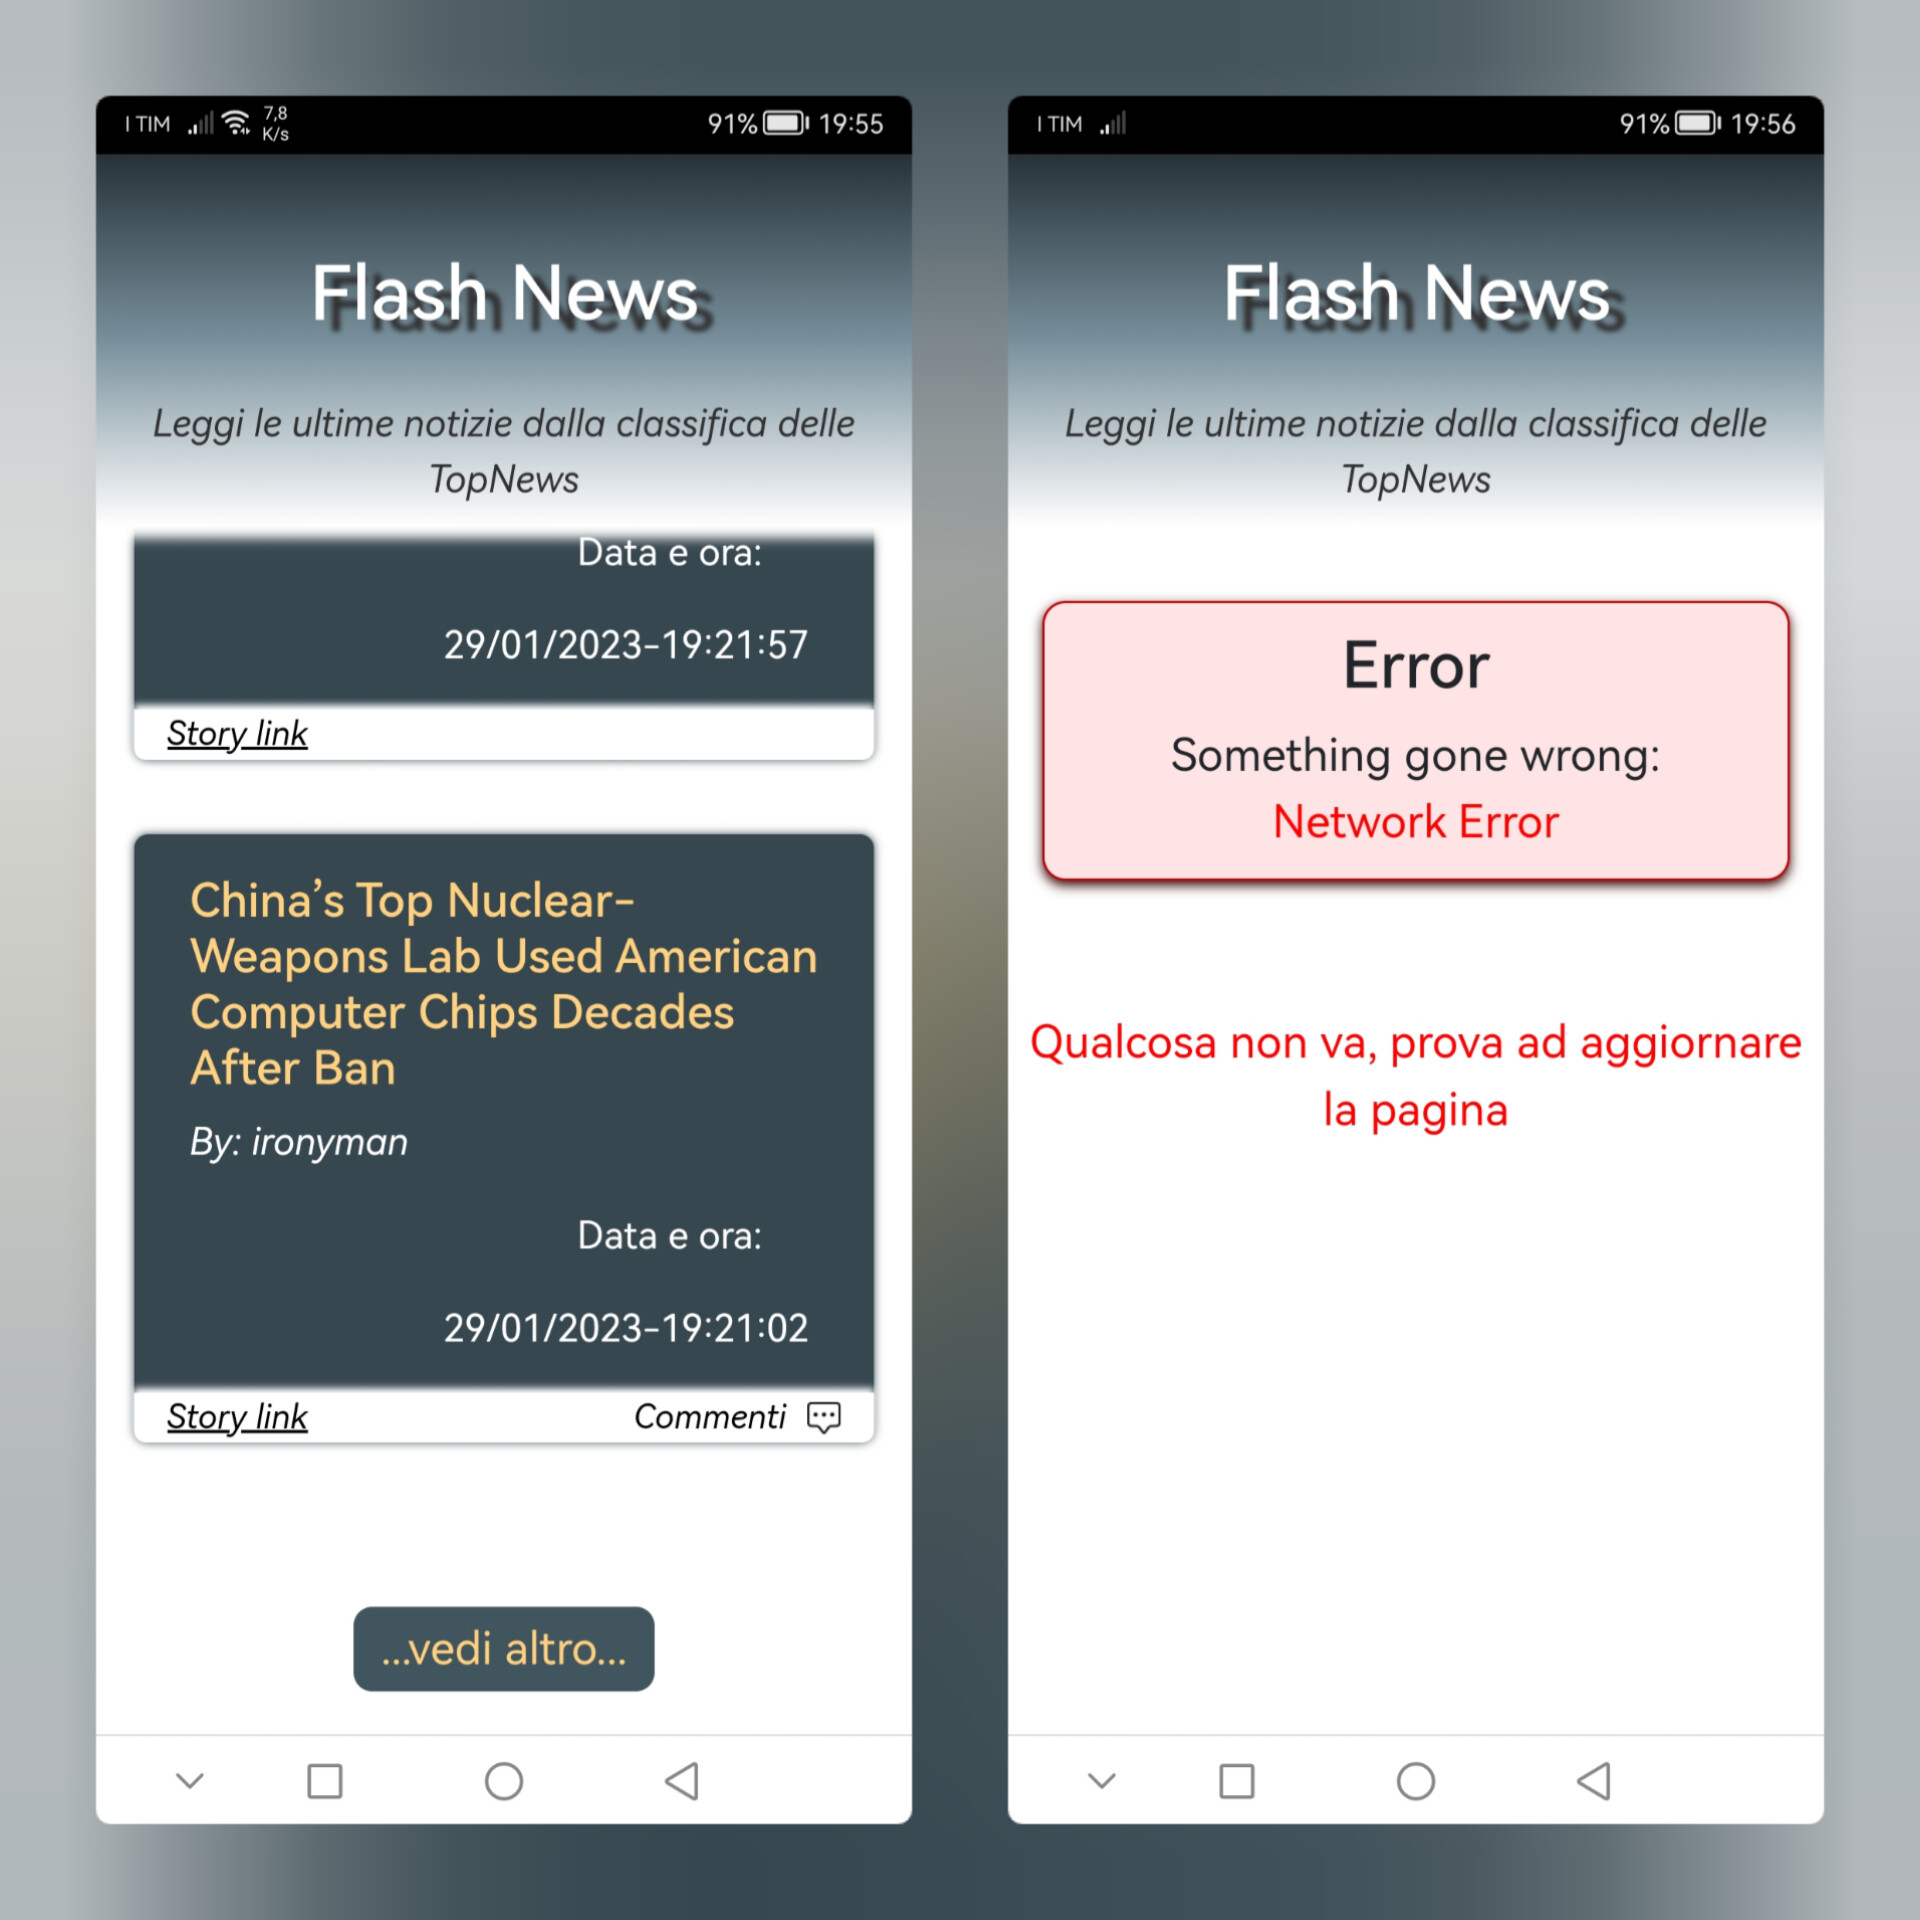 I TIM 7,8 K/s 91% 19:55
Flash News
Leggi le ultime notizie dalla classifica delle
TopNews
Data e ora:
29/01/2023-19:21:57
Story link
China’s Top Nuclear-
Weapons Lab Used American
Computer Chips Decades
After Ban
By: ironyman
Data e ora:
29/01/2023-19:21:02
Story link Commenti
...vedi altro...
I TIM 91% 19:56
Flash News
Leggi le ultime notizie dalla classifica delle
TopNews
Error
Something gone wrong:
Network Error
Qualcosa non va, prova ad aggiornare
la pagina